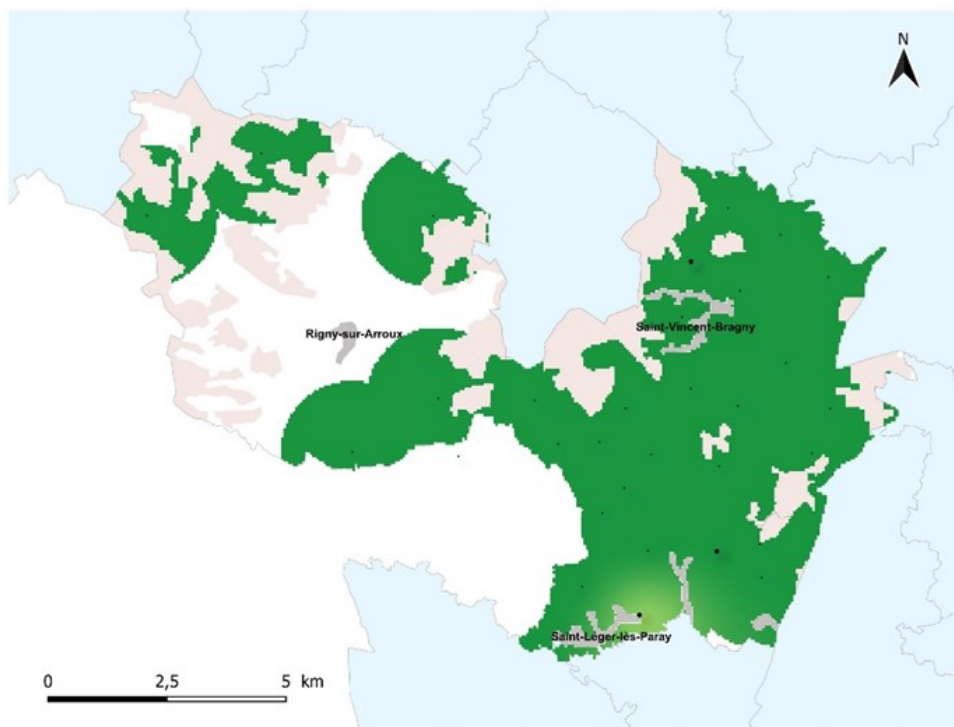 N
Rigny-sur-Arroux
Saint-Vincent-Bragny
Saint-Léger-lès-Paray
0 2,5 5 km